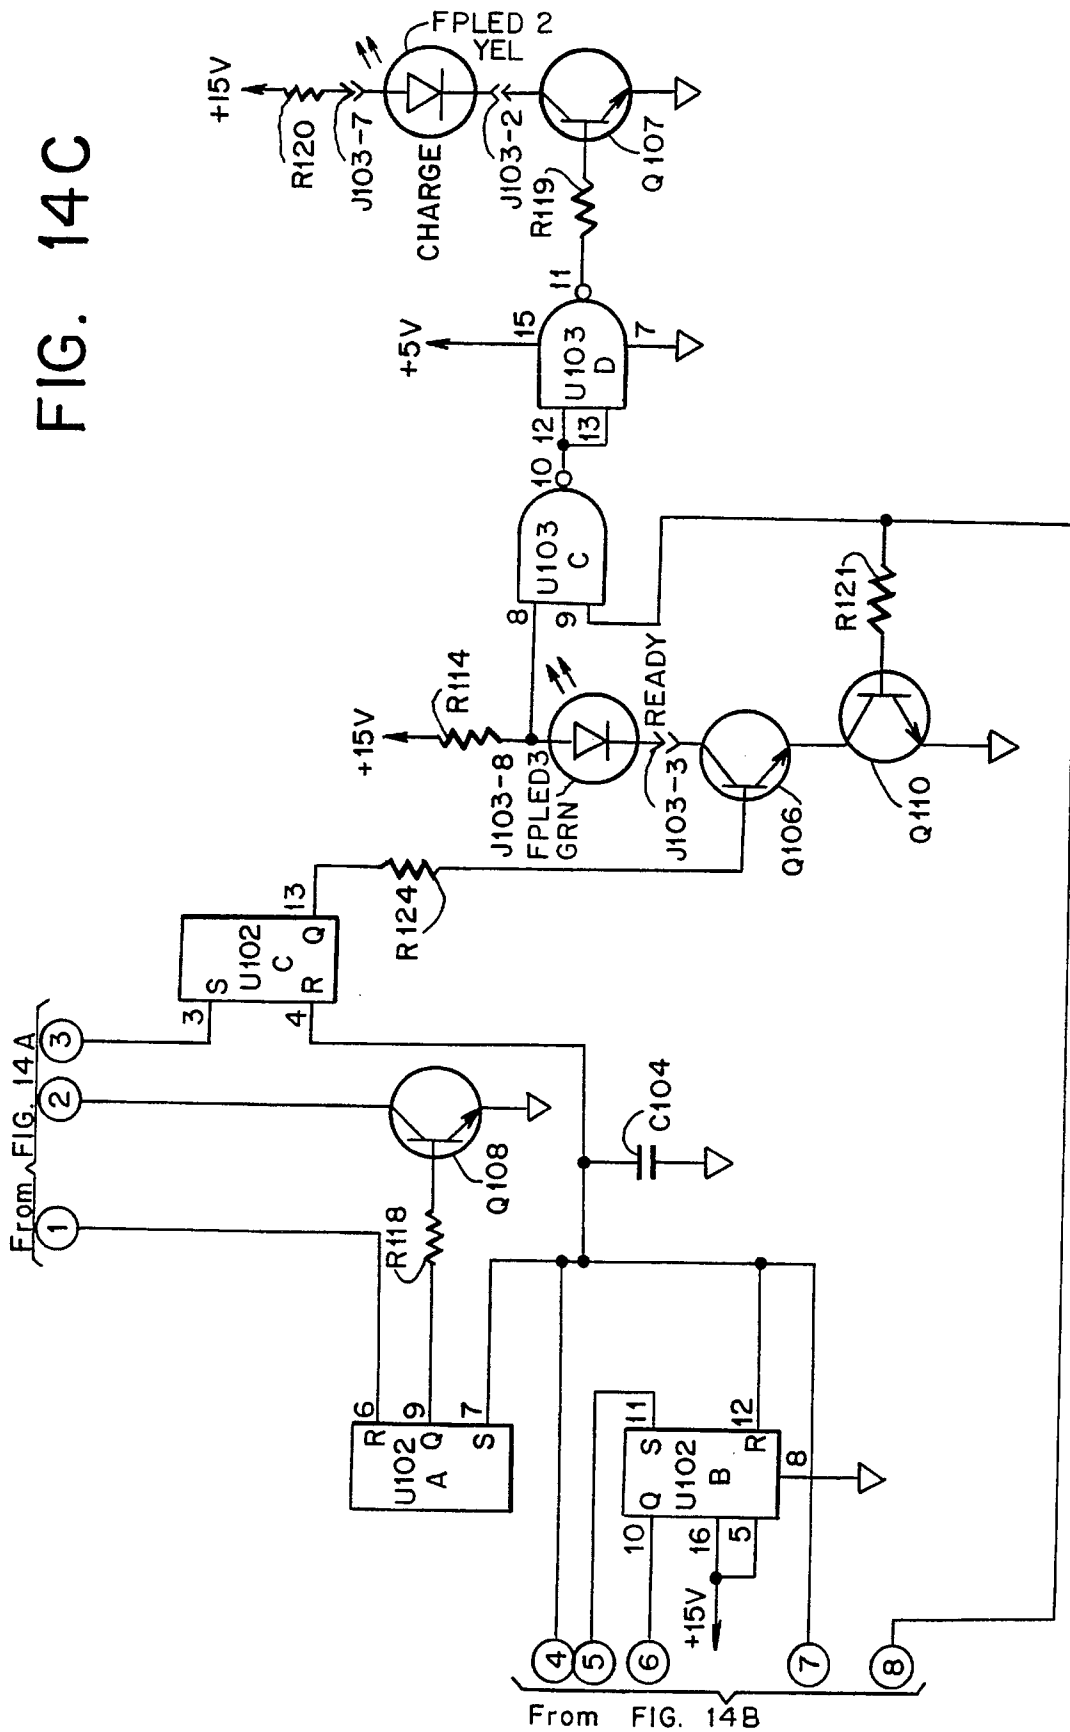 FIG. 14C
From FIG. 14A
1
2
3
3
S
U102
C
4
R
Q
13
R124
+15V
R114
J103-8
FPLED3
GRN
READY
J103-3
Q106
Q110
R121
8
9
U103
C
10
12
13
U103
D
+5V
15
7
11
R119
Q107
+15V
R120
J103-7
FPLED 2
YEL
CHARGE
J103-2
U102
A
R
6
Q
9
S
7
R118
Q108
C104
U102
B
S
11
Q
10
R
12
16
5
8
+15V
4
5
6
7
8
From FIG. 14B